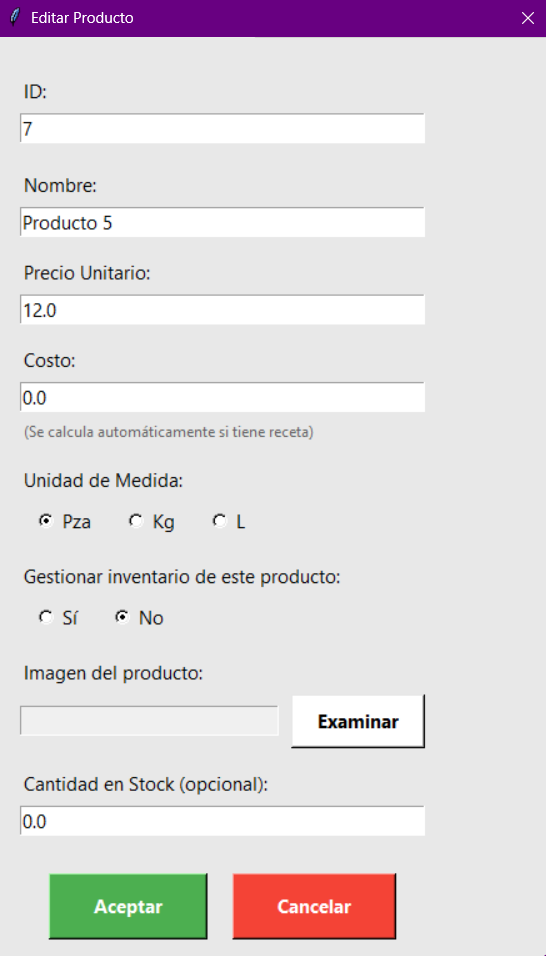 Editar Producto
ID:
7
Nombre:
Producto 5
Precio Unitario:
12.0
Costo:
0.0
(Se calcula automáticamente si tiene receta)
Unidad de Medida:
Pza Kg L
Gestionar inventario de este producto:
Sí No
Imagen del producto:
Examinar
Cantidad en Stock (opcional):
0.0
Aceptar Cancelar